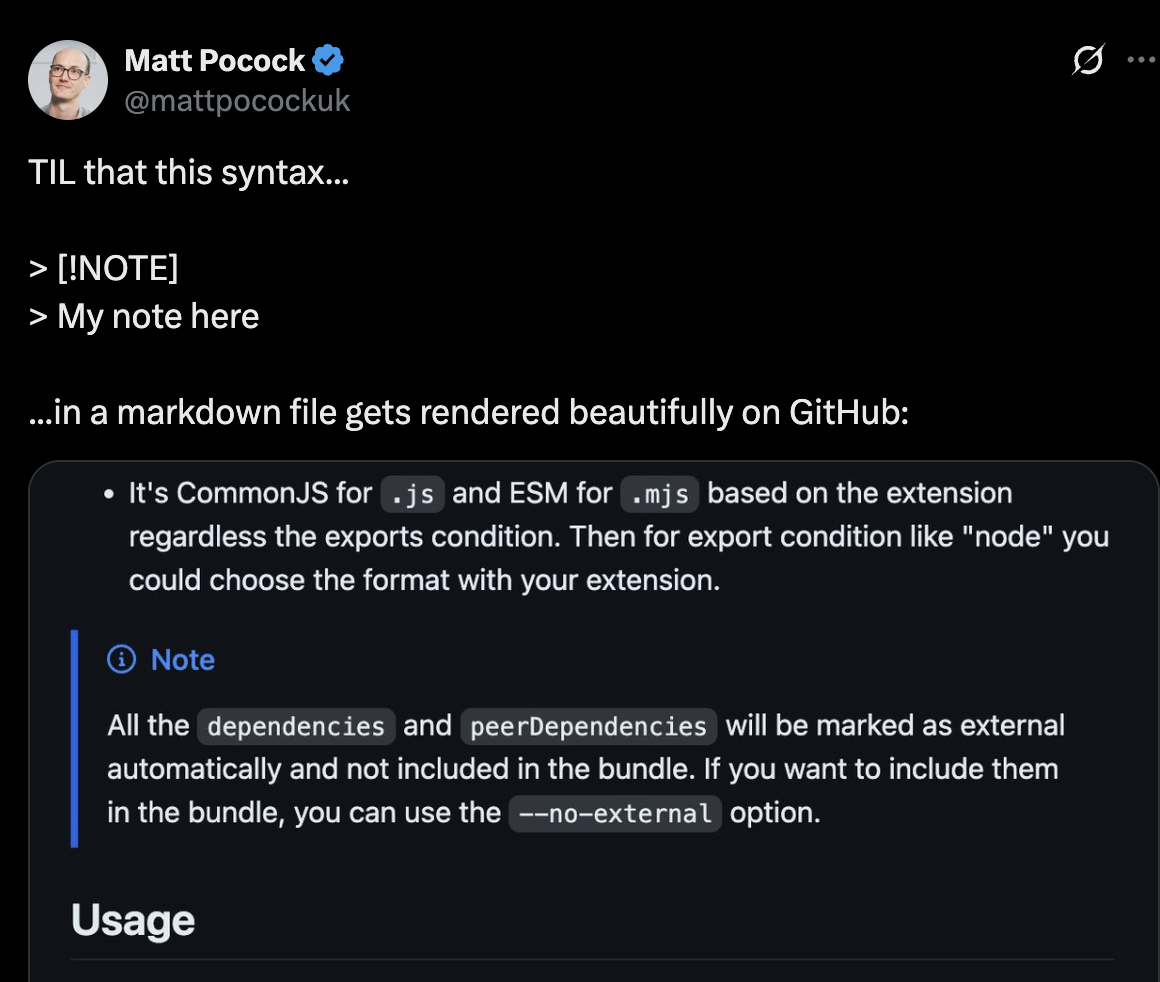 Matt Pocock
@mattpocockuk
TIL that this syntax...
> [!NOTE]
> My note here
...in a markdown file gets rendered beautifully on GitHub:
• It's CommonJS for .js and ESM for .mjs based on the extension
regardless the exports condition. Then for export condition like "node" you
could choose the format with your extension.
Note
All the dependencies and peerDependencies will be marked as external
automatically and not included in the bundle. If you want to include them
in the bundle, you can use the --no-external option.
Usage